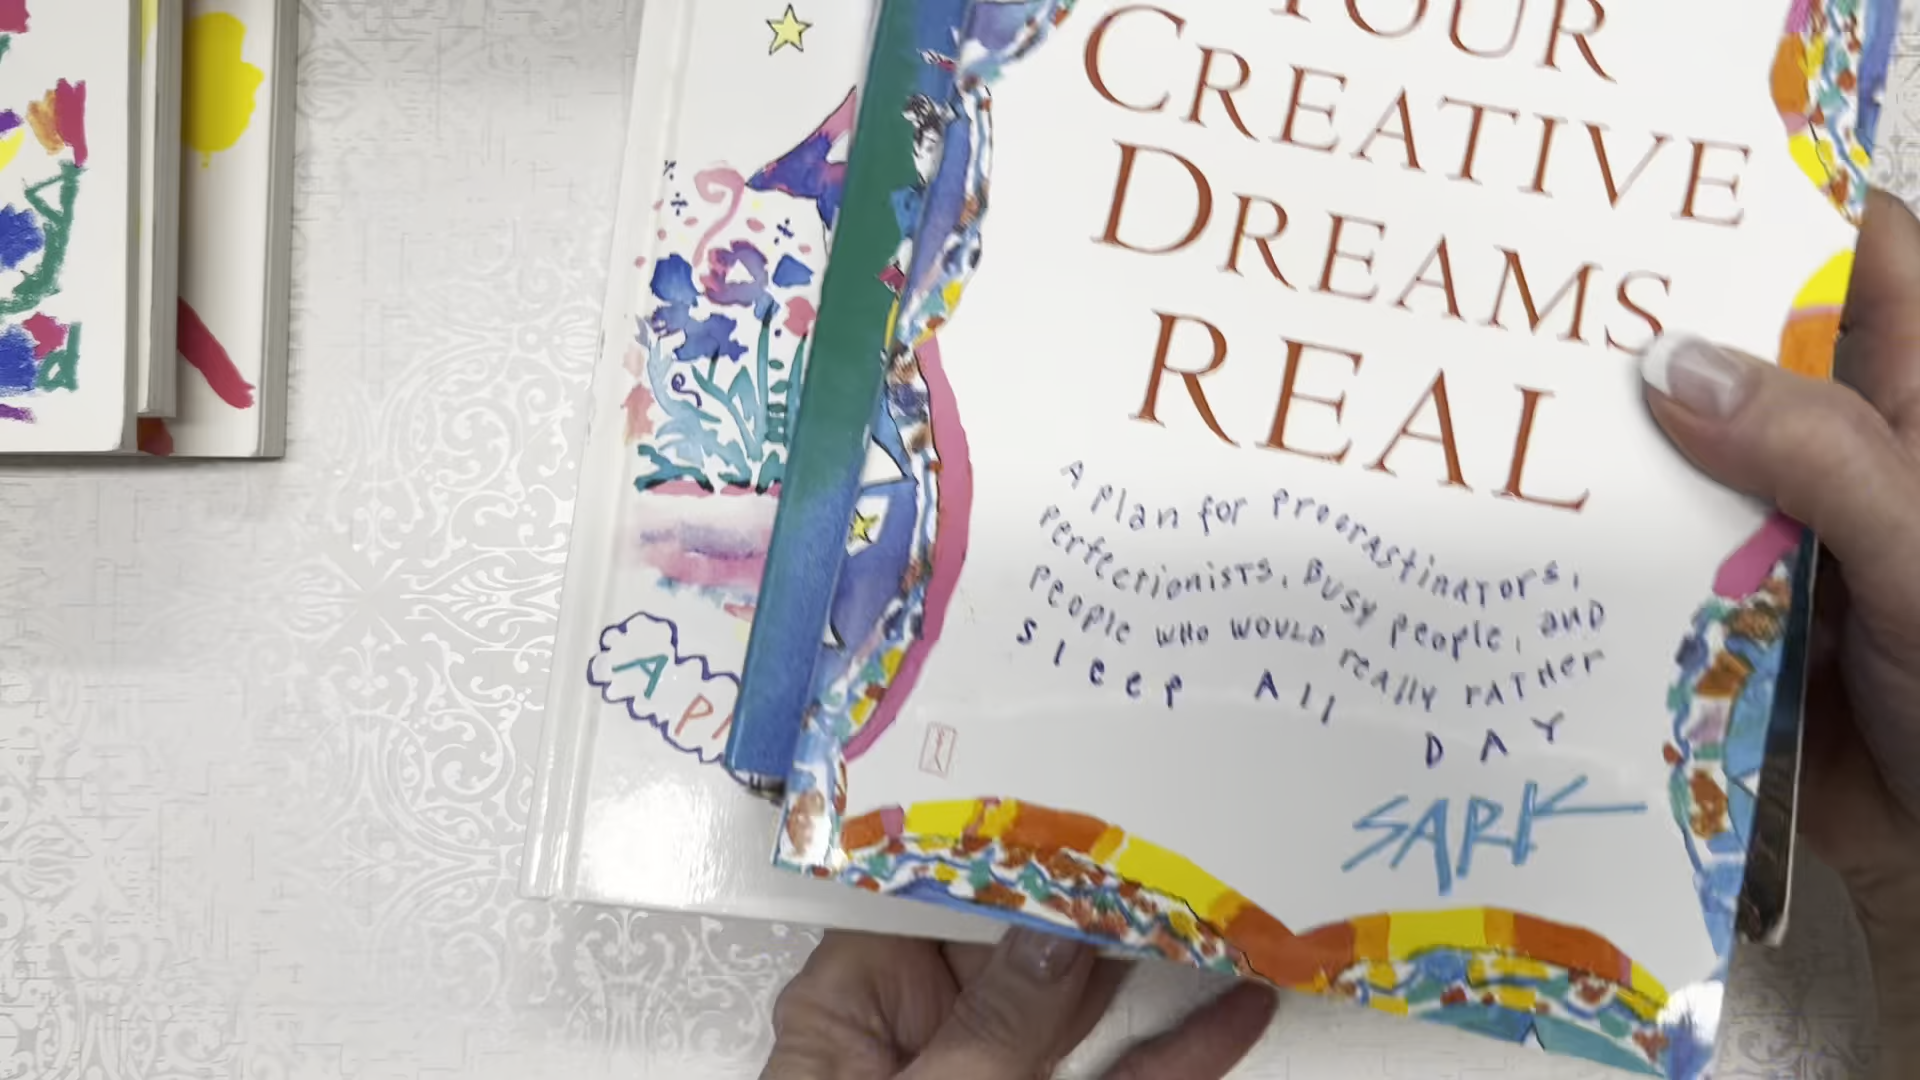 YOUR
CREATIVE
DREAMS
REAL
A Plan for Procrastinators,
Perfectionists, Busy People, and
People who would really rather
Sleep All Day
SARK
A
d